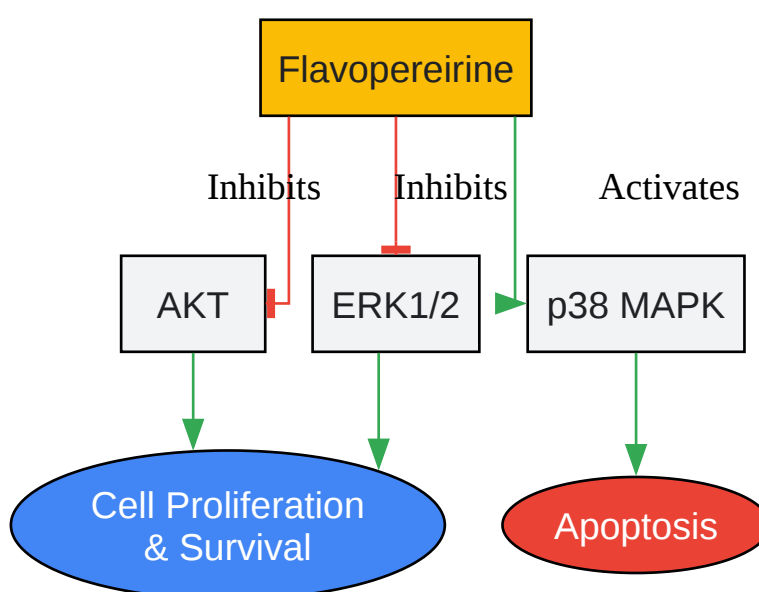 Flavopereirine
Inhibits
Inhibits
Activates
AKT
ERK1/2
p38 MAPK
Cell Proliferation
& Survival
Apoptosis